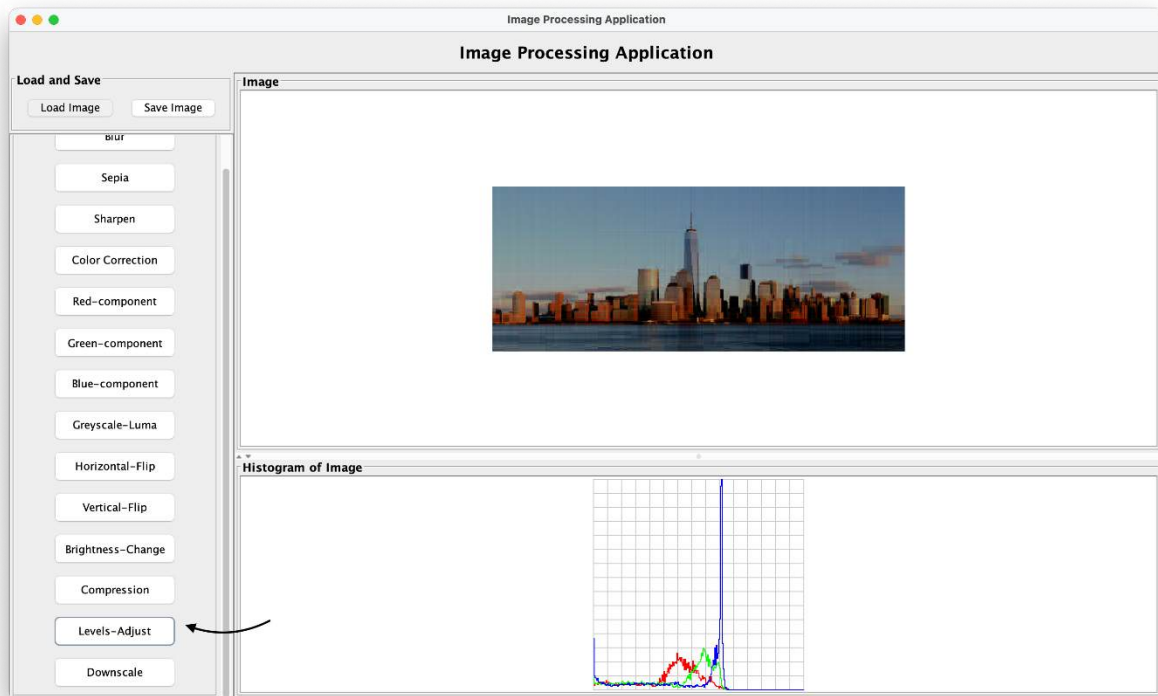 Image Processing Application
Image Processing Application
Load and Save
Load Image
Save Image
Blur
Sepia
Sharpen
Color Correction
Red-component
Green-component
Blue-component
Greyscale-Luma
Horizontal-Flip
Vertical-Flip
Brightness-Change
Compression
Levels-Adjust
Downscale
Image
Histogram of Image